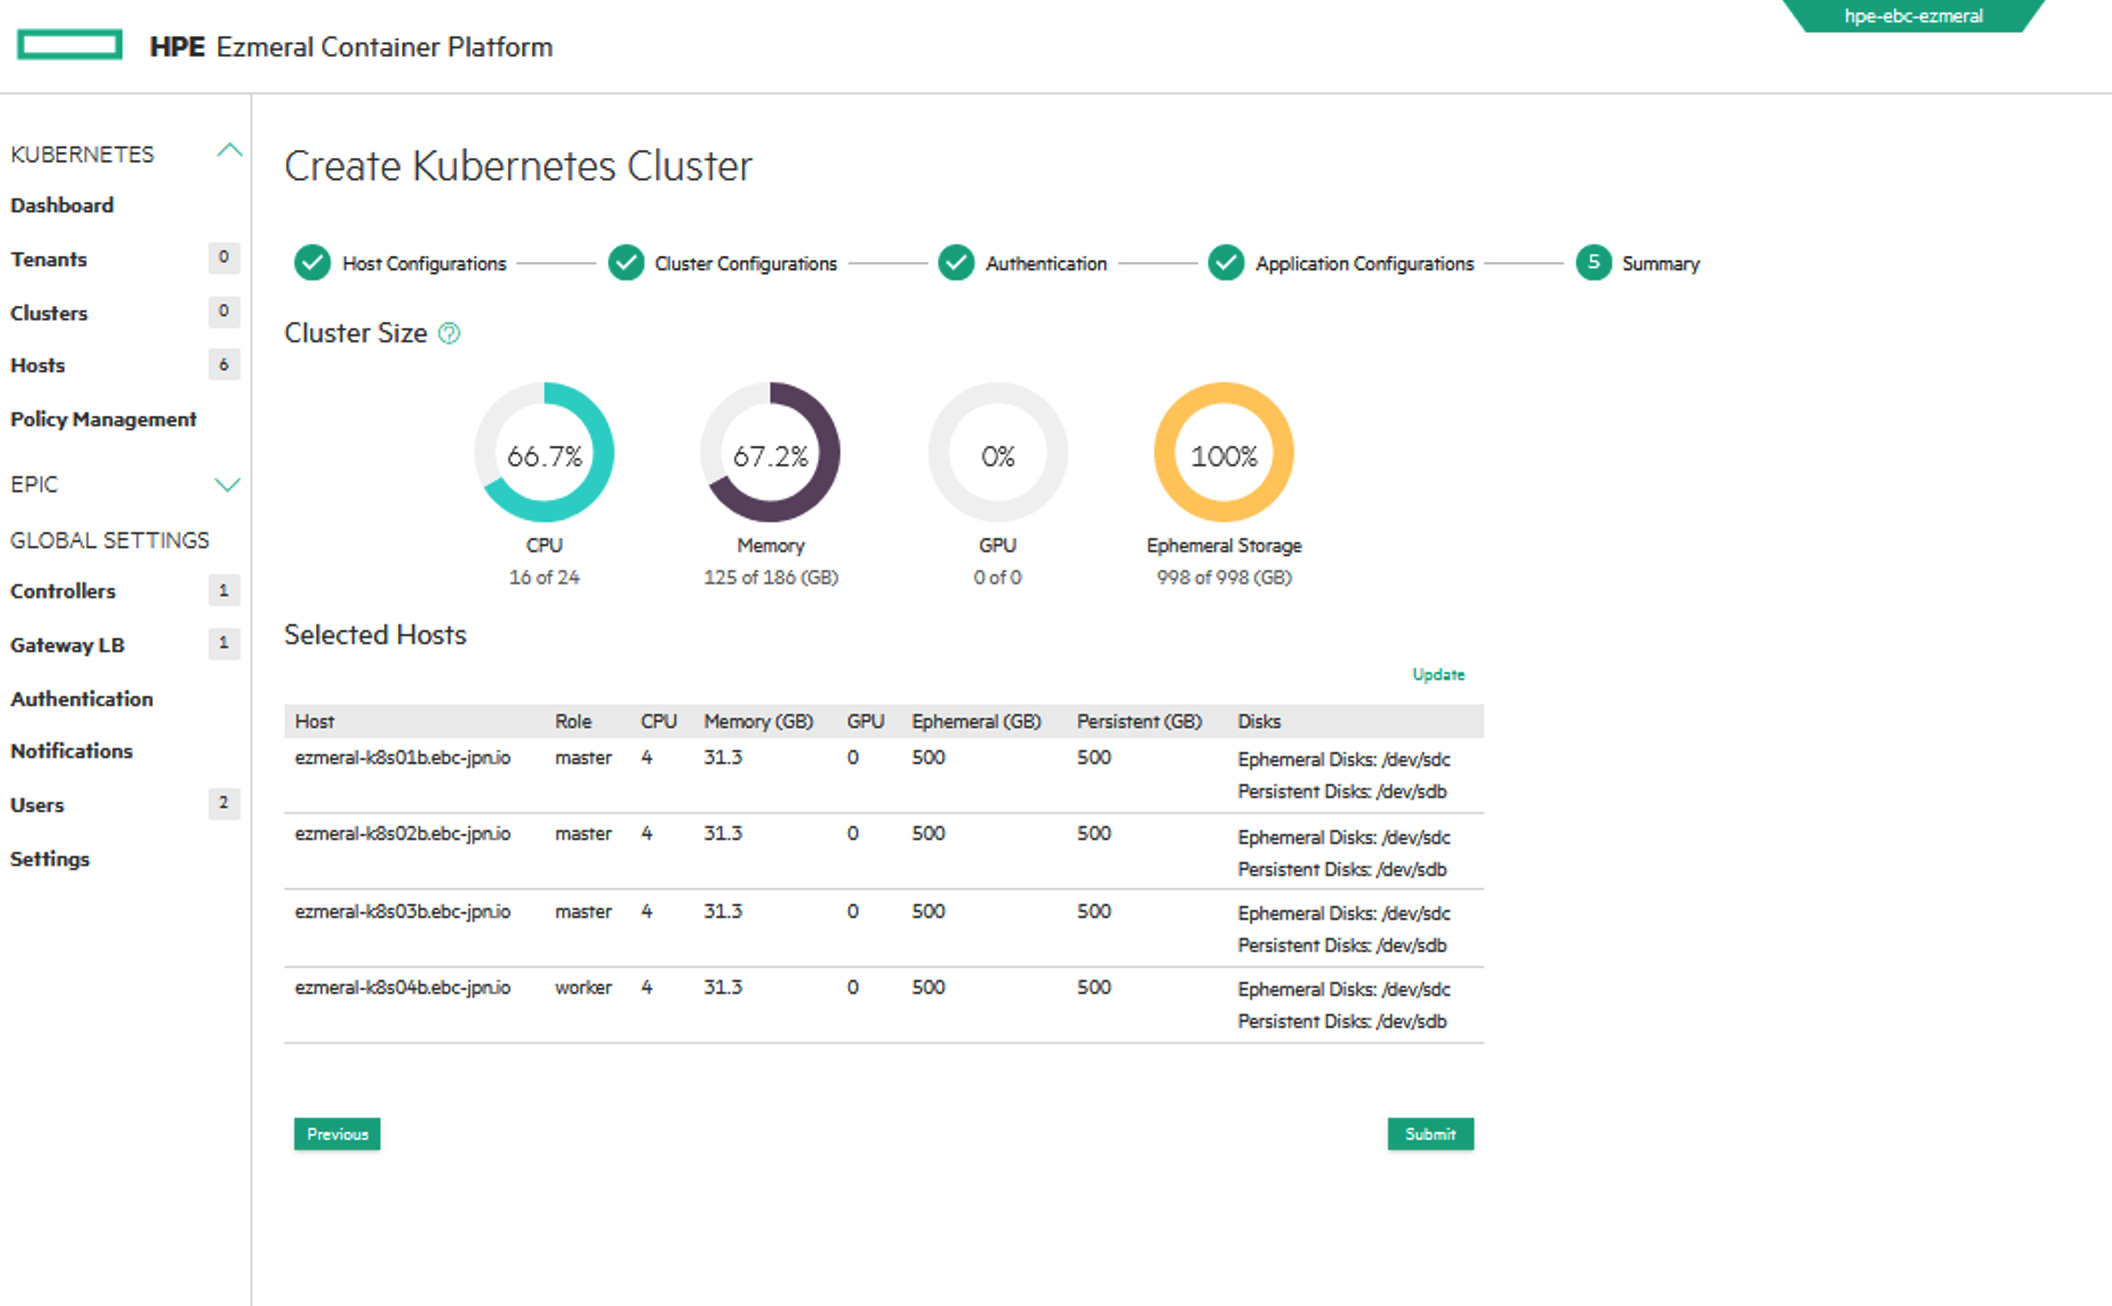 hpe-ebc-ezmeral
HPE Ezmeral Container Platform
KUBERNETES
Dashboard
Tenants 0
Clusters 0
Hosts 6
Policy Management
EPIC
GLOBAL SETTINGS
Controllers 1
Gateway LB 1
Authentication
Notifications
Users 2
Settings
Create Kubernetes Cluster
Host Configurations Cluster Configurations Authentication Application Configurations 5 Summary
Cluster Size ?
66.7% 67.2% 0% 100%
CPU Memory GPU Ephemeral Storage
16 of 24 125 of 186 (GB) 0 of 0 998 of 998 (GB)
Selected Hosts
Update
Host Role CPU Memory (GB) GPU Ephemeral (GB) Persistent (GB) Disks
ezmeral-k8s01b.ebc-jpn.io master 4 31.3 0 500 500 Ephemeral Disks: /dev/sdc
Persistent Disks: /dev/sdb
ezmeral-k8s02b.ebc-jpn.io master 4 31.3 0 500 500 Ephemeral Disks: /dev/sdc
Persistent Disks: /dev/sdb
ezmeral-k8s03b.ebc-jpn.io master 4 31.3 0 500 500 Ephemeral Disks: /dev/sdc
Persistent Disks: /dev/sdb
ezmeral-k8s04b.ebc-jpn.io worker 4 31.3 0 500 500 Ephemeral Disks: /dev/sdc
Persistent Disks: /dev/sdb
Previous Submit